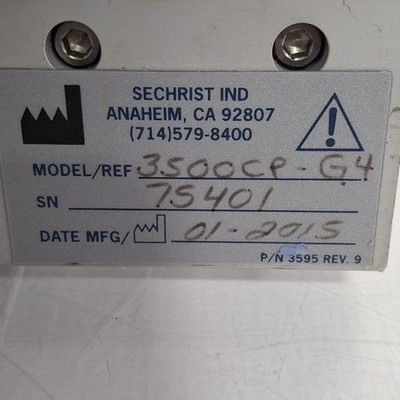 SECHRIST IND
ANAHEIM, CA 92807
(714)579-8400
MODEL/REF 3500CP-G4
SN 75401
DATE MFG/ 01-2015
P/N 3595 REV. 9